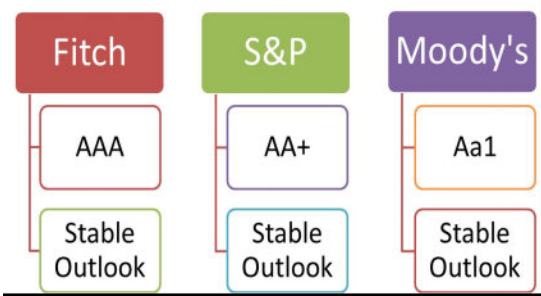 Fitch
AAA
Stable
Outlook
S&P
AA+
Stable
Outlook
Moody's
Aa1
Stable
Outlook